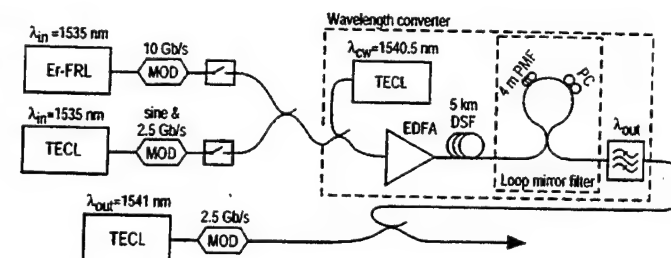 Wavelength converter
λin=1535 nm
10 Gb/s
Er-FRL
MOD
λcw=1540.5 nm
TECL
4 m PMF
PC
λin=1535 nm
sine &
2.5 Gb/s
TECL
MOD
EDFA
5 km
DSF
λout
Loop mirror filter
λout=1541 nm
2.5 Gb/s
TECL
MOD